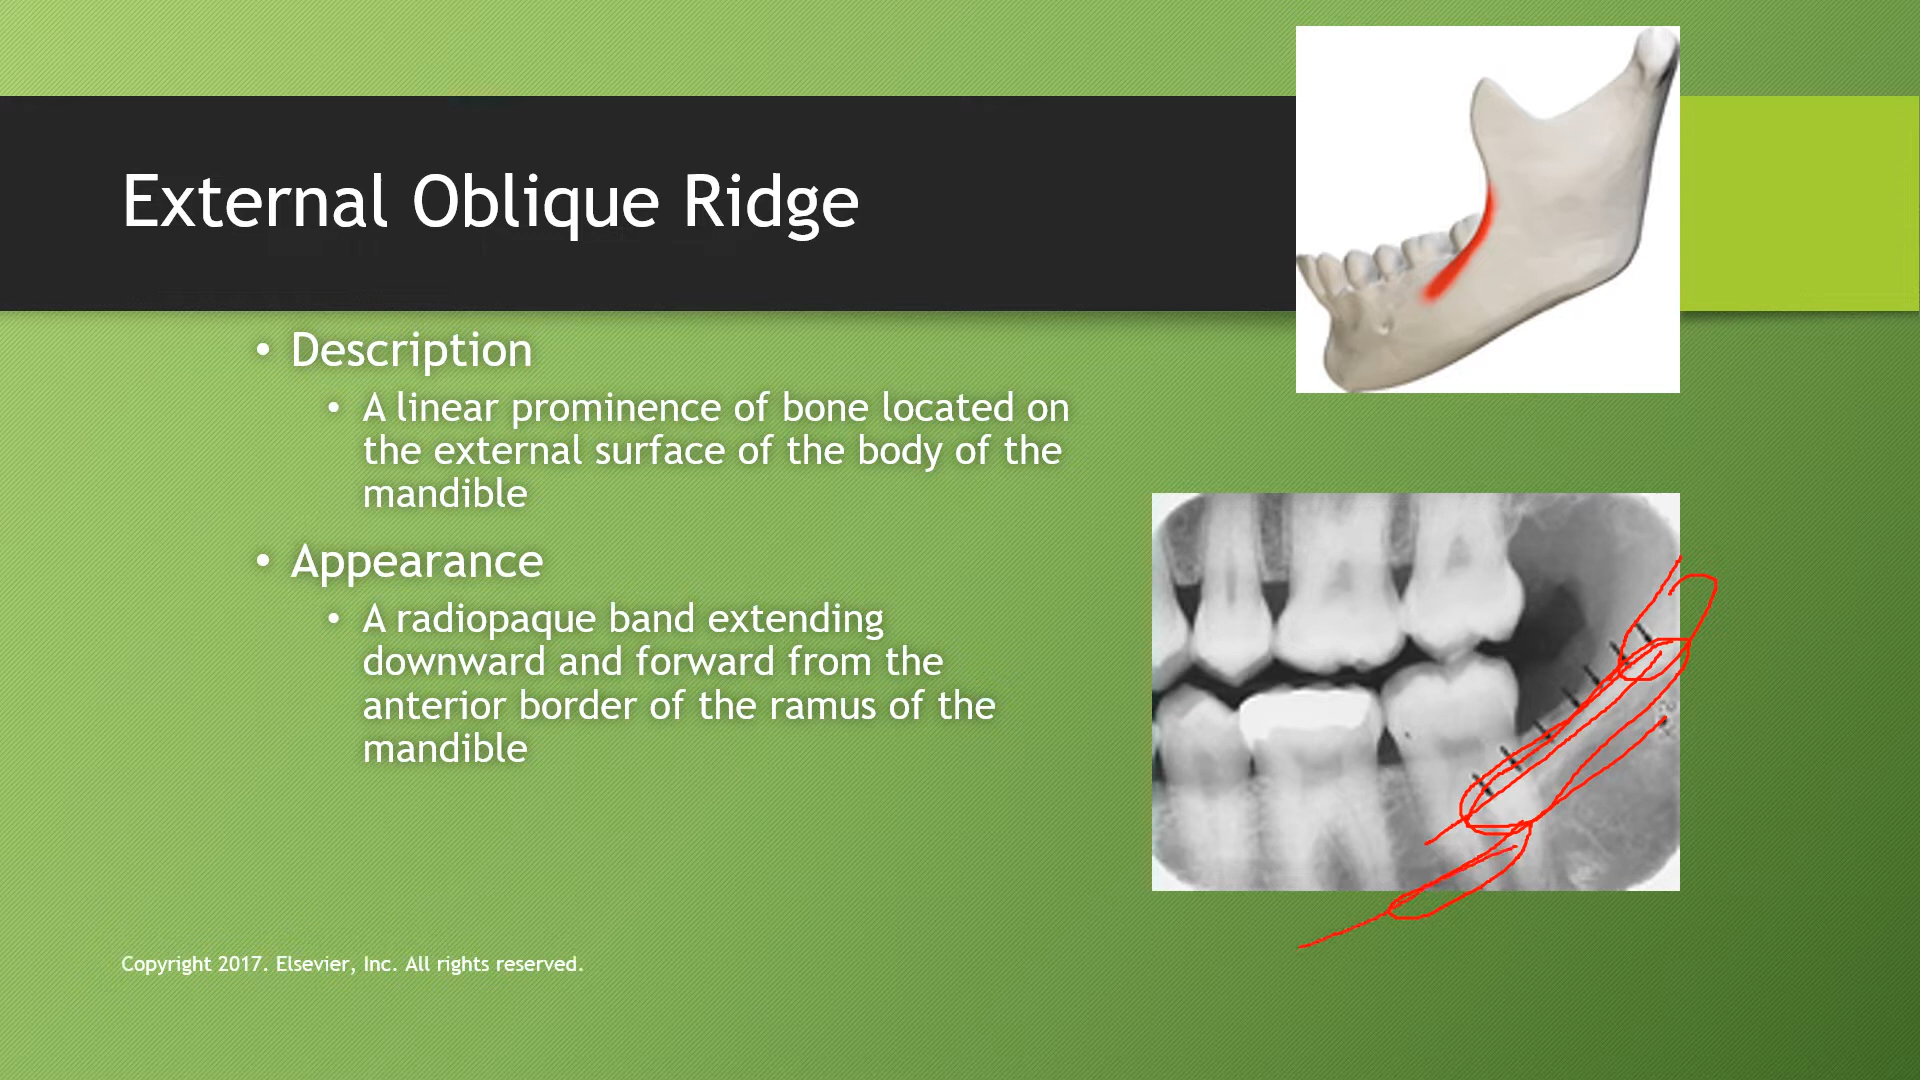 External Oblique Ridge
• Description
• A linear prominence of bone located on
the external surface of the body of the
mandible
• Appearance
• A radiopaque band extending
downward and forward from the
anterior border of the ramus of the
mandible
Copyright 2017. Elsevier, Inc. All rights reserved.